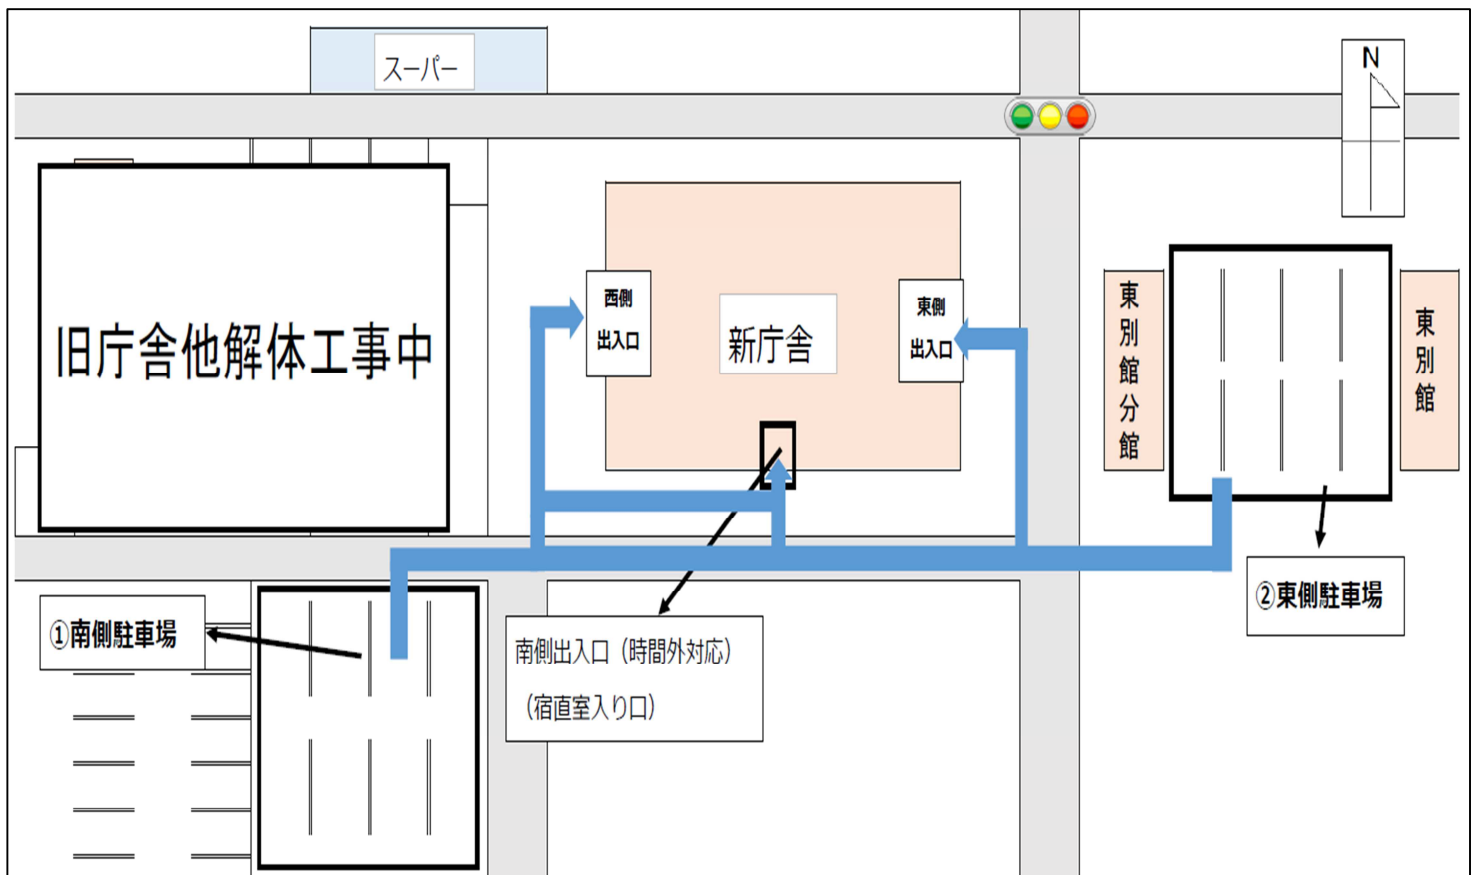 スーパー
N
旧庁舎他解体工事中
西側
出入口
新庁舎
東側
出入口
東別館分館
東別館
①南側駐車場
南側出入口（時間外対応）
（宿直室入り口）
②東側駐車場